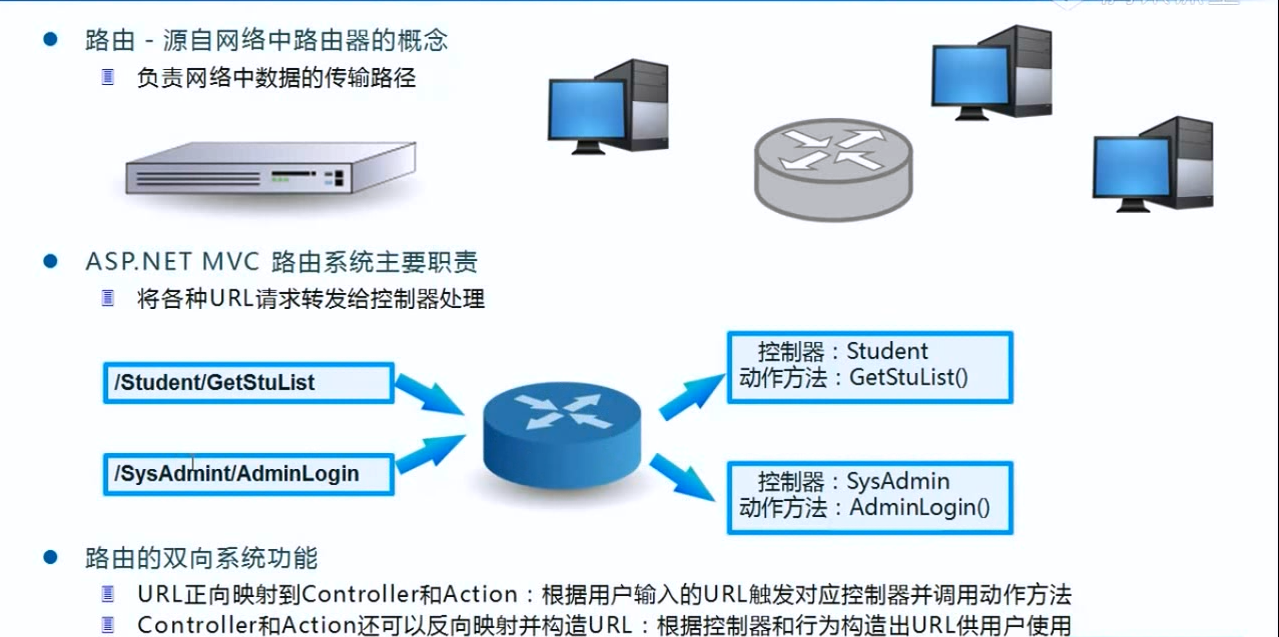 路由 - 源自网络中路由器的概念
负责网络中数据的传输路径
ASP.NET MVC 路由系统主要职责
将各种URL请求转发给控制器处理
/Student/GetStuList
控制器：Student
动作方法：GetStuList()
/SysAdmint/AdminLogin
控制器：SysAdmin
动作方法：AdminLogin()
路由的双向系统功能
URL正向映射到Controller和Action：根据用户输入的URL触发对应控制器并调用动作方法
Controller和Action还可以反向映射并构造URL：根据控制器和行为构造出URL供用户使用